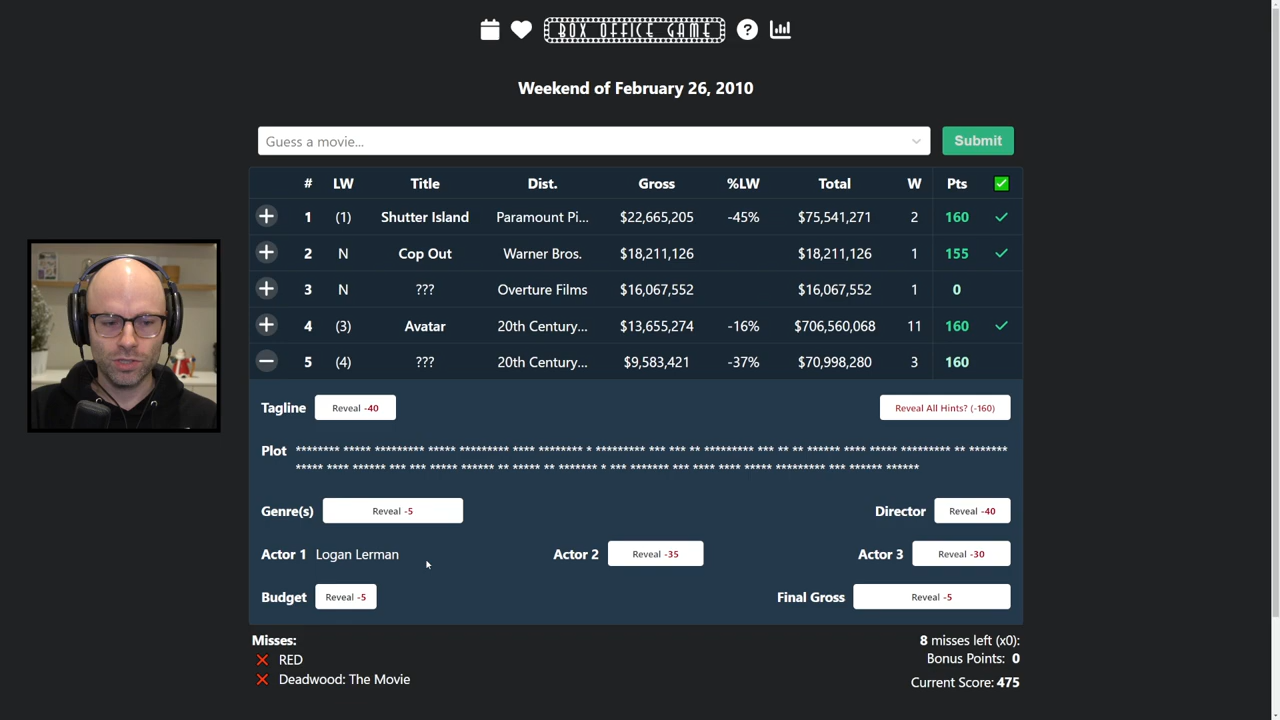 BOX OFFICE GAME ?
Weekend of February 26, 2010
Guess a movie... Submit
# LW Title Dist. Gross %LW Total W Pts
1 (1) Shutter Island Paramount Pi... $22,665,205 -45% $75,541,271 2 160
2 N Cop Out Warner Bros. $18,211,126 $18,211,126 1 155
3 N ??? Overture Films $16,067,552 $16,067,552 1 0
4 (3) Avatar 20th Century... $13,655,274 -16% $706,560,068 11 160
5 (4) ??? 20th Century... $9,583,421 -37% $70,998,280 3 160
Tagline Reveal -40 Reveal All Hints? (-160)
Plot ******** ***** ********* ***** ********* **** ******** * ********* *** *** ** ********* *** ** ** ****** **** ***** ********* ** *******
***** **** ****** *** *** ***** ****** ** ***** ** ******* * *** ******* *** **** **** ***** ********* *** ****** ******
Genre(s) Reveal -5 Director Reveal -40
Actor 1 Logan Lerman Actor 2 Reveal -35 Actor 3 Reveal -30
Budget Reveal -5 Final Gross Reveal -5
Misses: 8 misses left (x0):
RED Bonus Points: 0
Deadwood: The Movie Current Score: 475